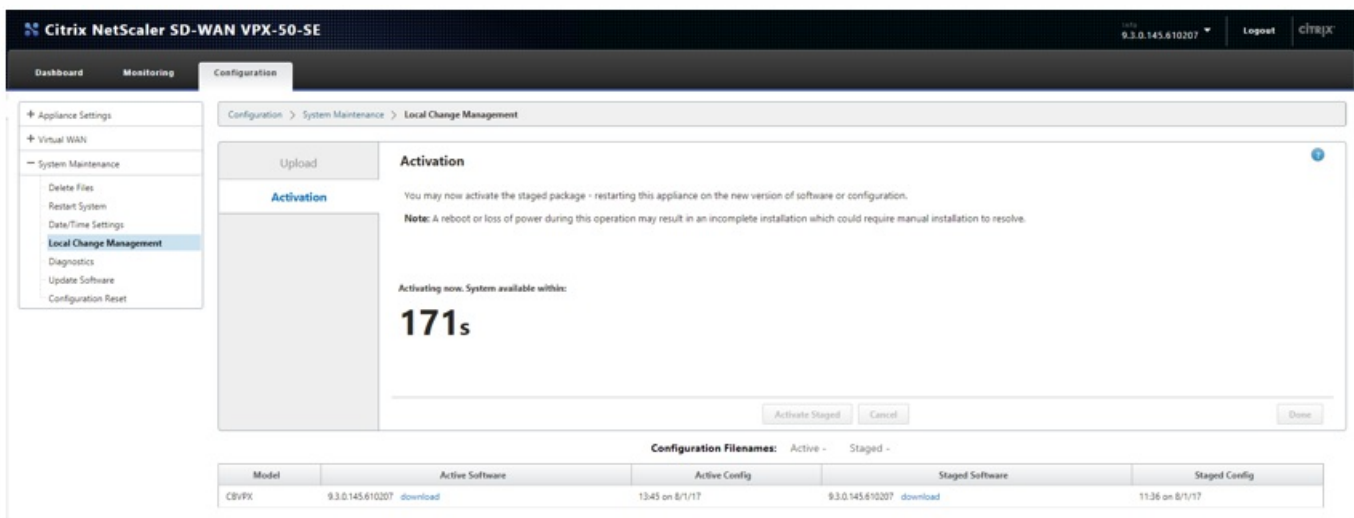 Citrix NetScaler SD-WAN VPX-50-SE
Info
9.3.0.145.610207
Logout
CITRIX
Dashboard Monitoring Configuration
+ Appliance Settings
+ Virtual WAN
− System Maintenance
Delete Files
Restart System
Date/Time Settings
Local Change Management
Diagnostics
Update Software
Configuration Reset
Configuration > System Maintenance > Local Change Management
Upload
Activation
Activation
?
You may now activate the staged package - restarting this appliance on the new version of software or configuration.
Note: A reboot or loss of power during this operation may result in an incomplete installation which could require manual installation to resolve.
Activating now. System available within:
171s
Activate Staged Cancel Done
Configuration Filenames: Active - Staged -
Model Active Software Active Config Staged Software Staged Config
CBVPX 9.3.0.145.610207 download 13:45 on 8/1/17 9.3.0.145.610207 download 11:36 on 8/1/17